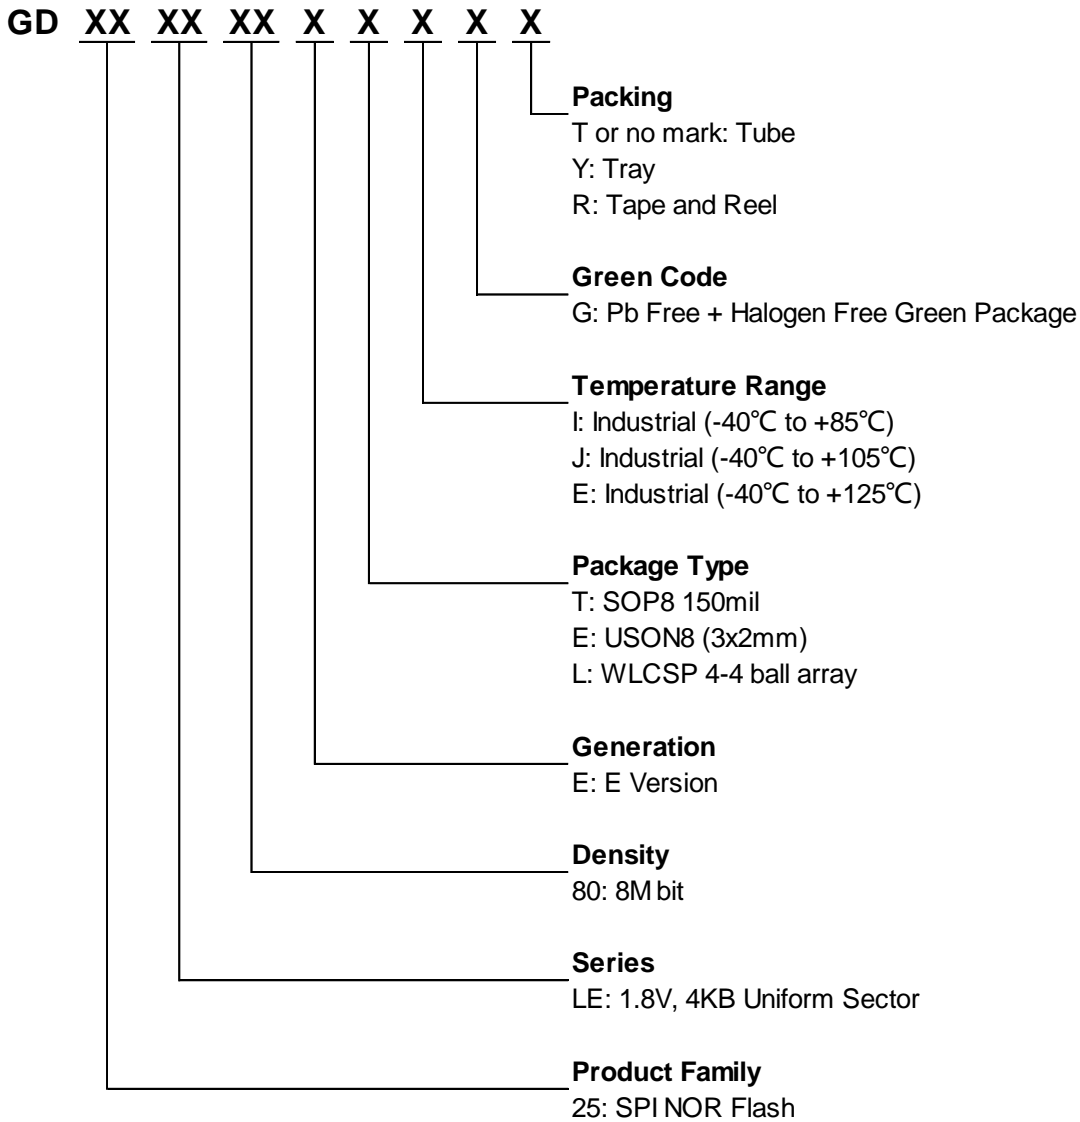 GD XX XX XX X X X X X
Packing
T or no mark: Tube
Y: Tray
R: Tape and Reel
Green Code
G: Pb Free + Halogen Free Green Package
Temperature Range
I: Industrial (-40℃ to +85℃)
J: Industrial (-40℃ to +105℃)
E: Industrial (-40℃ to +125℃)
Package Type
T: SOP8 150mil
E: USON8 (3x2mm)
L: WLCSP 4-4 ball array
Generation
E: E Version
Density
80: 8M bit
Series
LE: 1.8V, 4KB Uniform Sector
Product Family
25: SPI NOR Flash